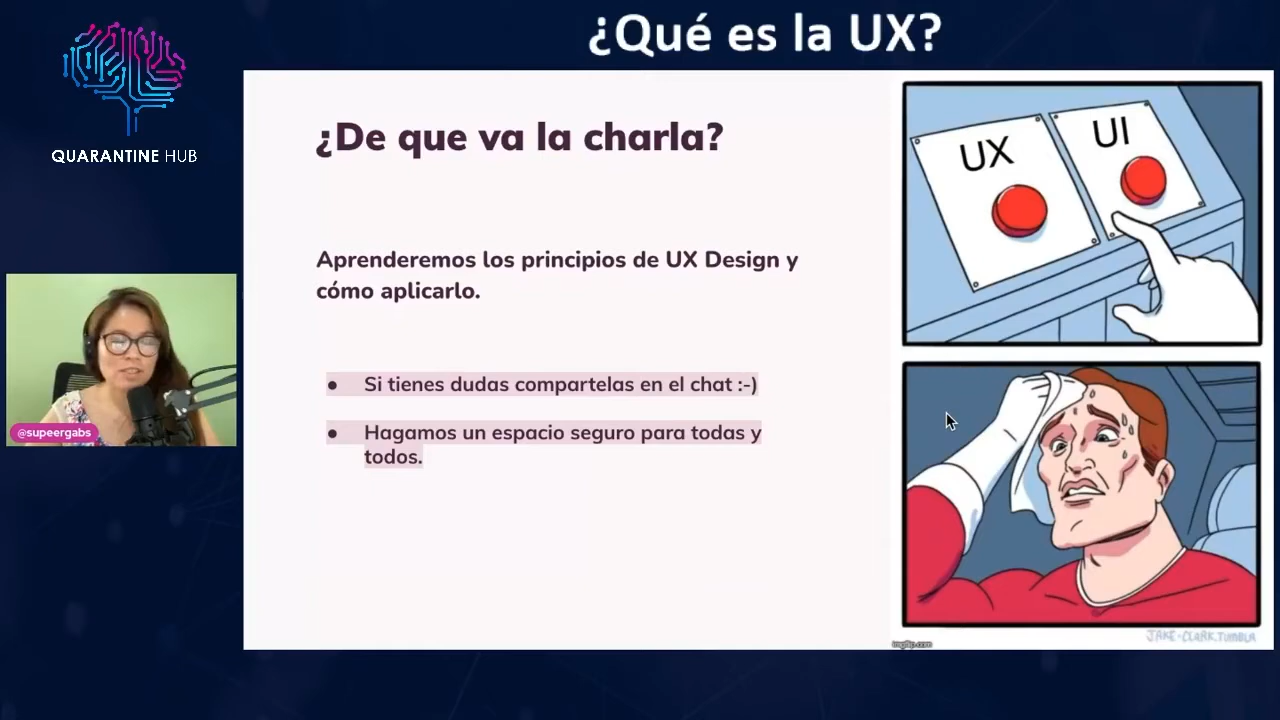 ¿Qué es la UX?
QUARANTINE HUB
¿De que va la charla?
Aprenderemos los principios de UX Design y
cómo aplicarlo.
● Si tienes dudas compartelas en el chat :-)
● Hagamos un espacio seguro para todas y
todos.
@supeergabs
UX
UI
JAKE-CLARK.TUMBLR
imgflip.com